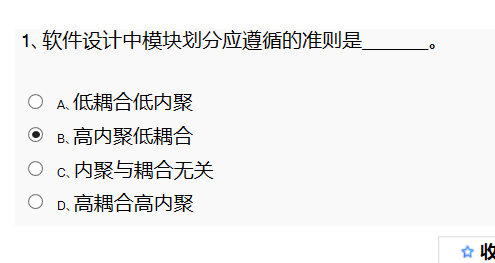 1、软件设计中模块划分应遵循的准则是_______。
A、低耦合低内聚
B、高内聚低耦合
C、内聚与耦合无关
D、高耦合高内聚
收